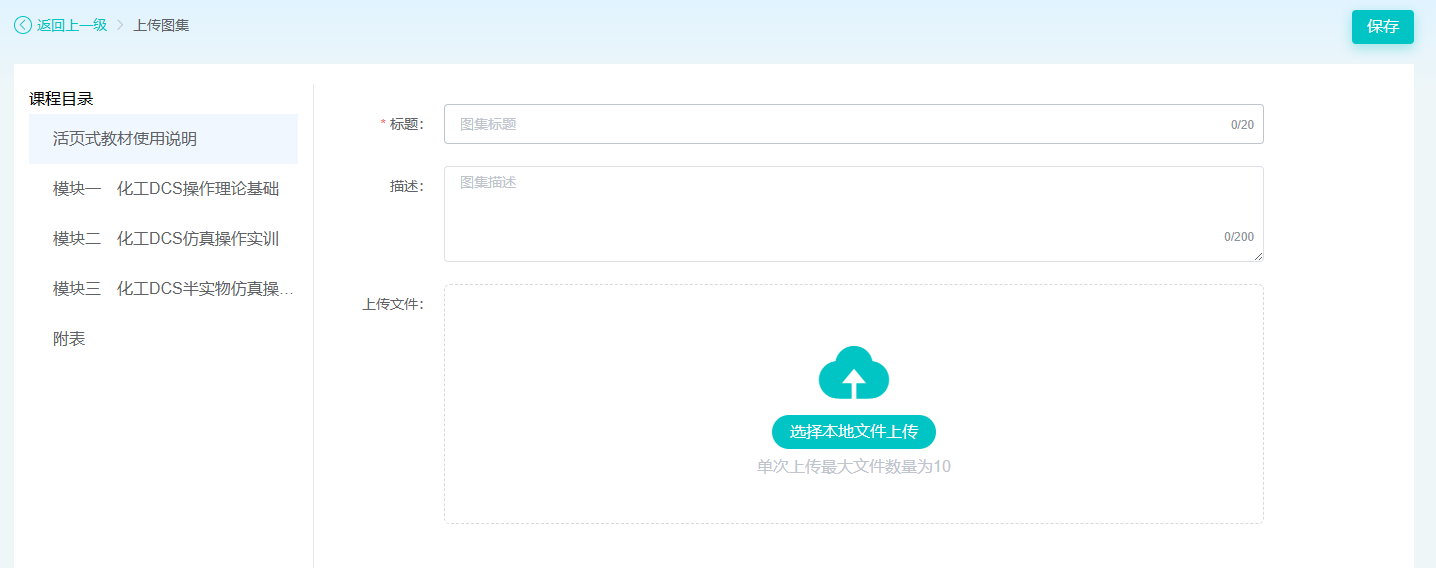 返回上一级 > 上传图集
保存
课程目录
活页式教材使用说明
模块一 化工DCS操作理论基础
模块二 化工DCS仿真操作实训
模块三 化工DCS半实物仿真操...
附表
* 标题：
图集标题
0/20
描述：
图集描述
0/200
上传文件：
选择本地文件上传
单次上传最大文件数量为10